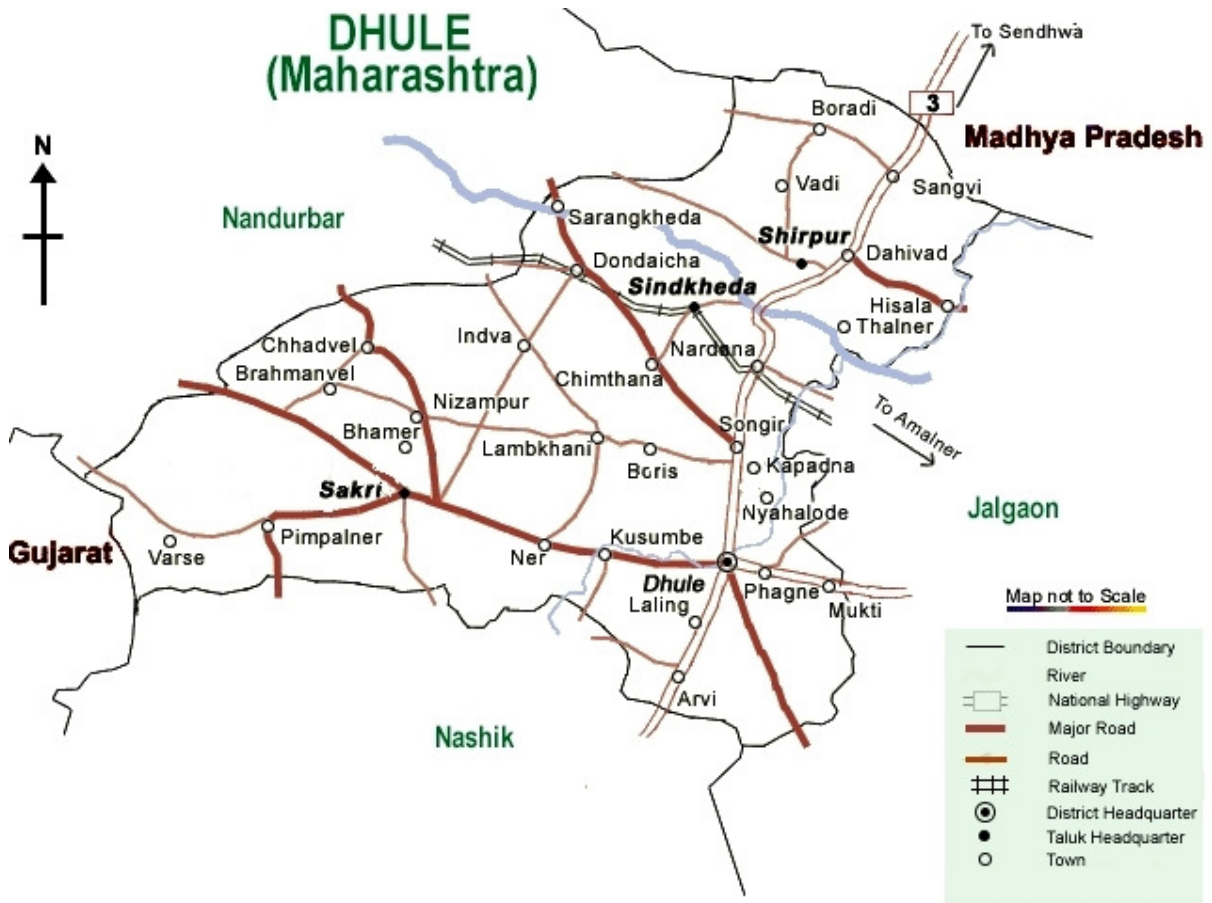 DHULE
(Maharashtra)
To Sendhwa
3
Boradi
Madhya Pradesh
N
Vadi
Sangvi
Nandurbar
Sarangkheda
Shirpur
Dahivad
Dondaicha
Sindkheda
Hisala
Thalner
Indva
Nardana
Chhadvel
Chimthana
Brahmanvel
Nizampur
To Amalner
Bhamer
Songir
Lambkhani
Boris
Kapadna
Sakri
Nyahalode
Jalgaon
Pimpalner
Kusumbe
Gujarat
Varse
Ner
Dhule
Phagne
Laling
Mukti
Map not to Scale
Arvi
Nashik
District Boundary
River
National Highway
Major Road
Road
Railway Track
District Headquarter
Taluk Headquarter
Town